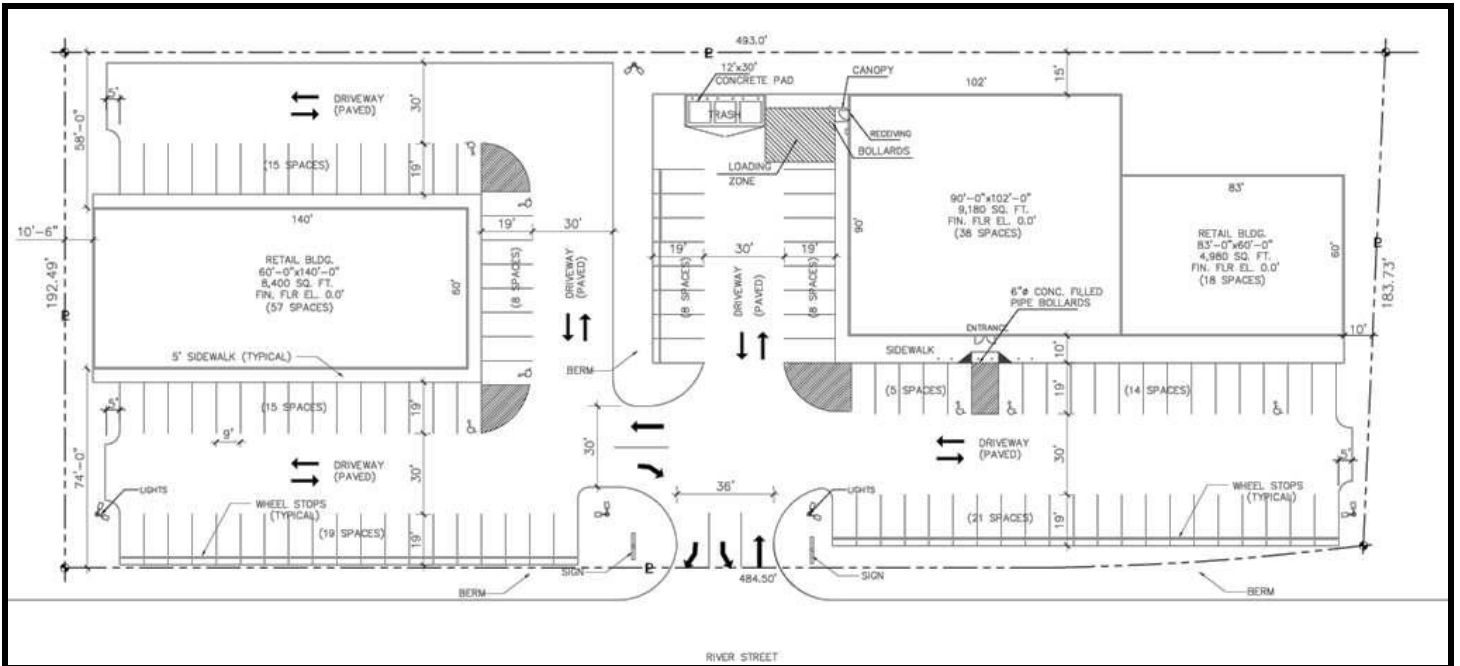 493.0'
12'x30'
CONCRETE PAD
CANOPY
102'
15'
5'
DRIVEWAY
(PAVED)
30'
TRASH
RECEIVING
BOLLARDS
58'-0"
(15 SPACES)
19'
LOADING
ZONE
83'
140'
10'-6"
19'
30'
90'-0"x102'-0"
9,180 SQ. FT.
FIN. FLR EL. 0.0'
(38 SPACES)
90'
RETAIL BLDG.
83'-0"x60'-0"
4,980 SQ. FT.
FIN. FLR EL. 0.0'
(18 SPACES)
60'
183.73'
192.49'
RETAIL BLDG.
60'-0"x140'-0"
8,400 SQ. FT.
FIN. FLR EL. 0.0'
(57 SPACES)
60'
(8 SPACES)
DRIVEWAY
(PAVED)
19'
30'
19'
(8 SPACES)
DRIVEWAY
(PAVED)
(8 SPACES)
6"ø CONC. FILLED
PIPE BOLLARDS
ENTRANCE
10'
5' SIDEWALK (TYPICAL)
BERM
SIDEWALK
10'
5'
(15 SPACES)
19'
(5 SPACES)
(14 SPACES)
19'
9'
74'-0"
DRIVEWAY
(PAVED)
30'
30'
DRIVEWAY
(PAVED)
30'
5'
LIGHTS
WHEEL STOPS
(TYPICAL)
36'
LIGHTS
WHEEL STOPS
(TYPICAL)
(19 SPACES)
19'
(21 SPACES)
19'
SIGN
484.50'
SIGN
BERM
BERM
RIVER STREET